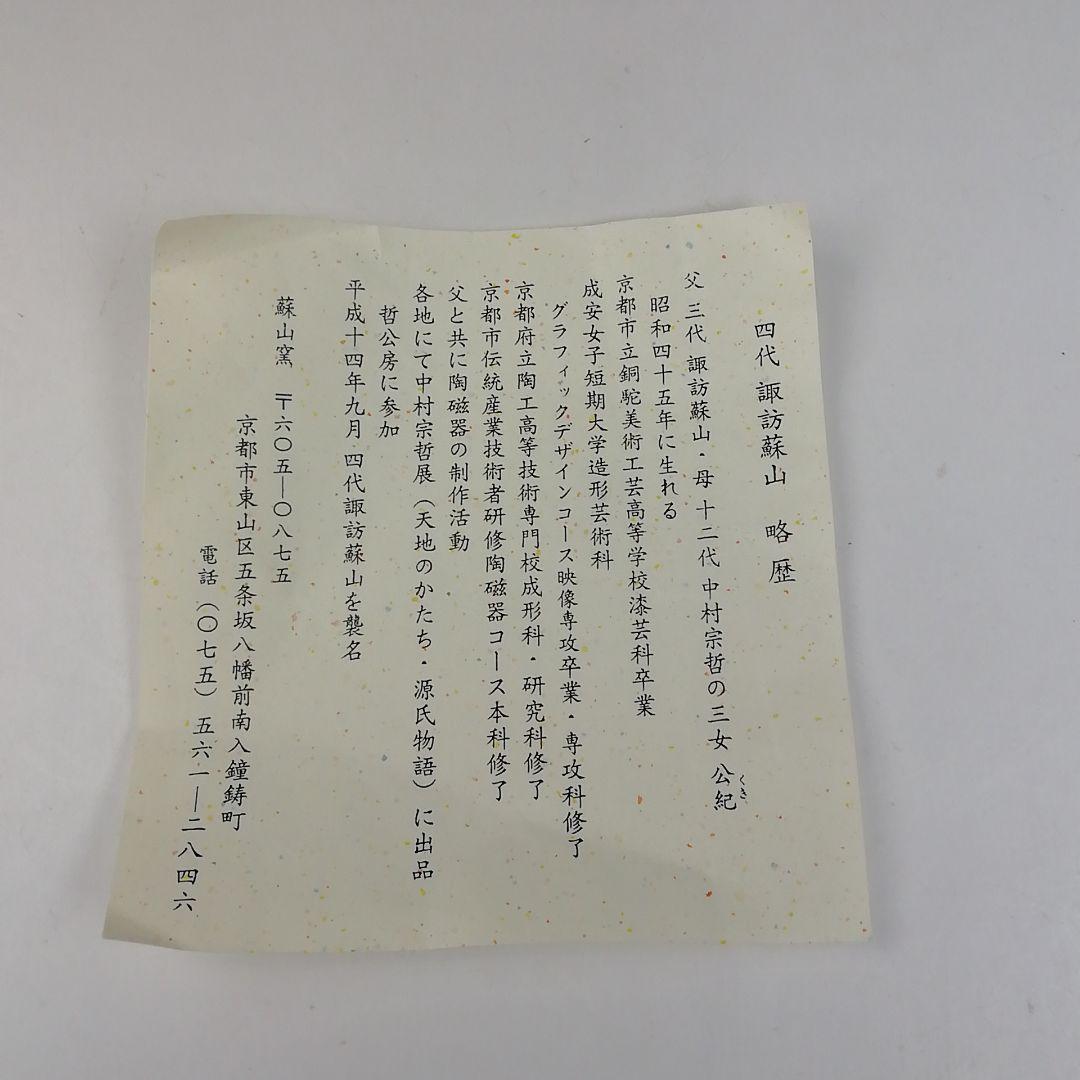 四代 諏訪蘇山 略歴
父 三代 諏訪蘇山・母 十二代 中村宗哲の三女 公紀
くき
昭和四十五年に生れる
京都市立銅駝美術工芸高等学校漆芸科卒業
成安女子短期大学造形芸術科
グラフィックデザインコース映像専攻卒業・専攻科修了
京都府立陶工高等技術専門校成形科・研究科修了
京都市伝統産業技術者研修陶磁器コース本科修了
父と共に陶磁器の制作活動
各地にて中村宗哲展（天地のかたち・源氏物語）に出品
哲公房に参加
平成十四年九月 四代諏訪蘇山を襲名
蘇山窯 〒六〇五―〇八七五
京都市東山区五条坂八幡前南入鐘鋳町
電話（〇七五）五六一―二八四六